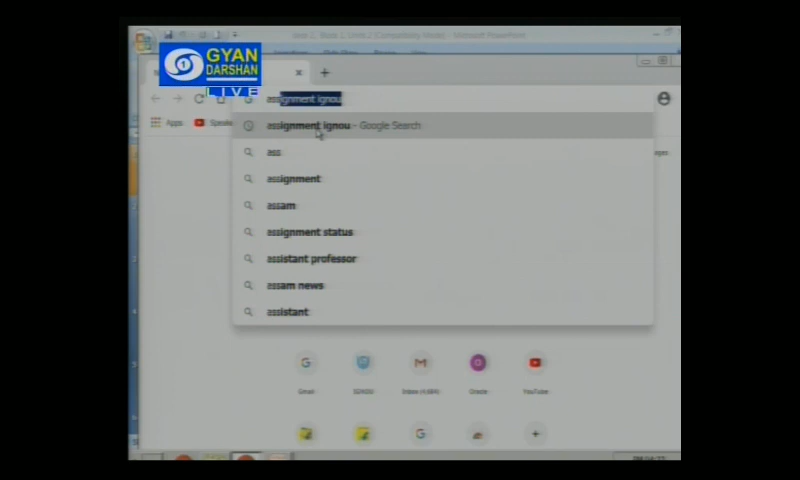 GYAN
DARSHAN
LIVE
assignment ignou
Apps
assignment ignou - Google Search
ass
assignment
assam
assignment status
assistant professor
assam news
assistant
Gmail
YouTube